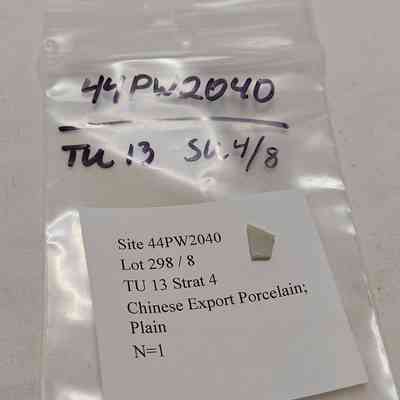 44PW2040
TU 13 St.4/8
Site 44PW2040
Lot 298 / 8
TU 13 Strat 4
Chinese Export Porcelain;
Plain
N=1